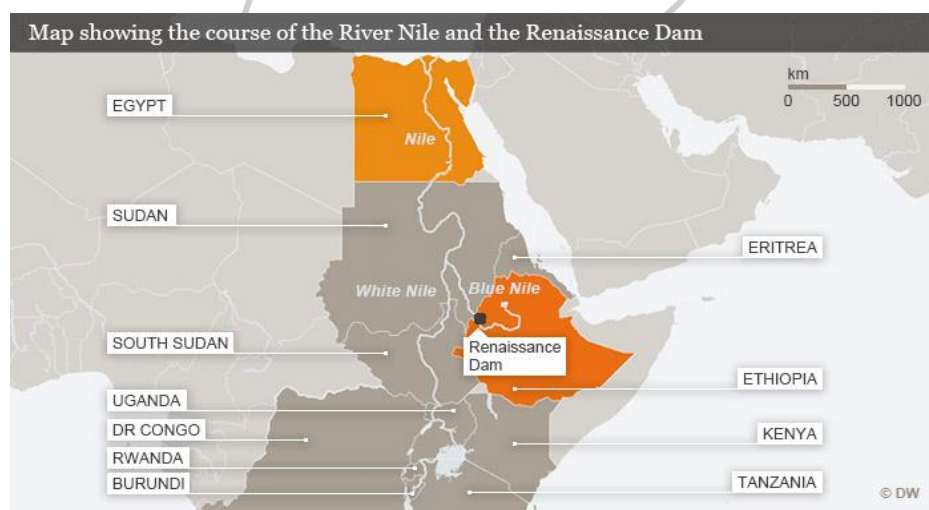 Map showing the course of the River Nile and the Renaissance Dam
km
0 500 1000
EGYPT
Nile
SUDAN
ERITREA
White Nile
Blue Nile
SOUTH SUDAN
Renaissance
Dam
ETHIOPIA
UGANDA
DR CONGO
KENYA
RWANDA
BURUNDI
TANZANIA
© DW